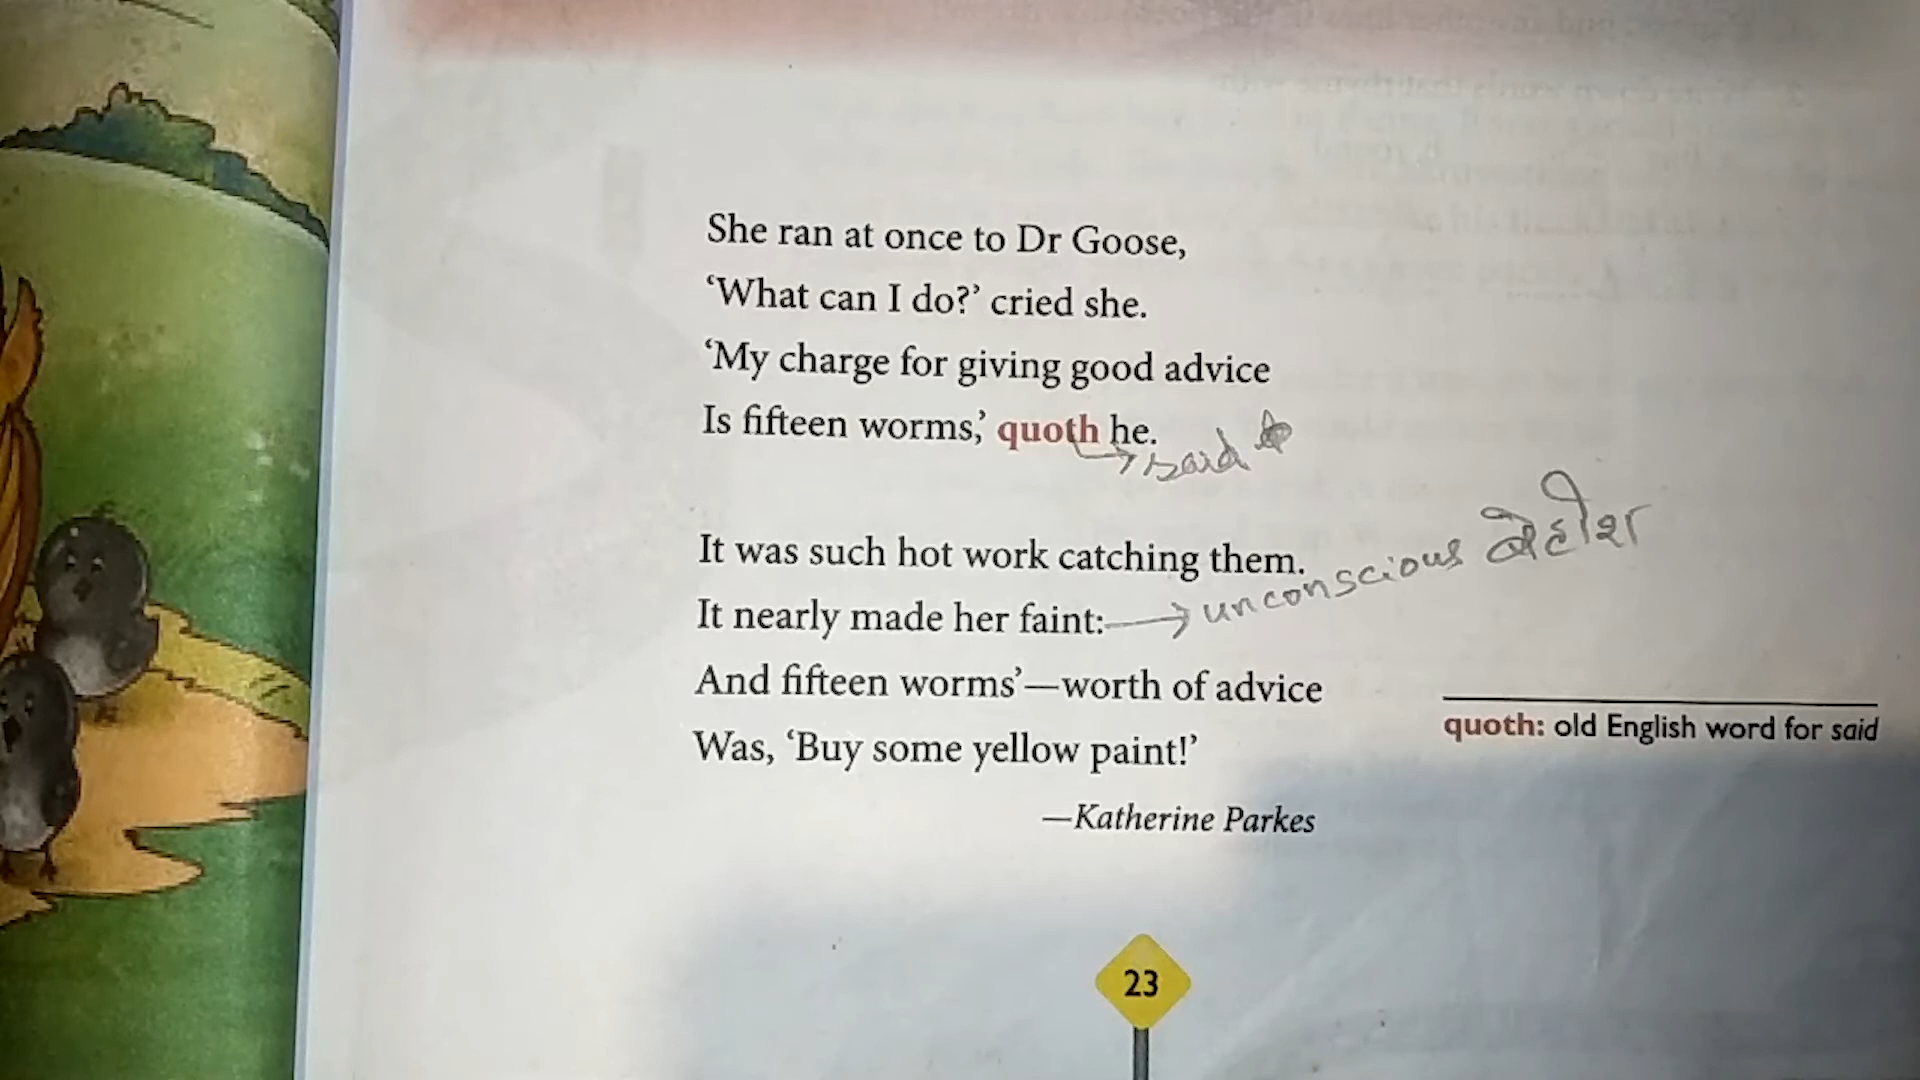 She ran at once to Dr Goose,
‘What can I do?’ cried she.
‘My charge for giving good advice
Is fifteen worms,’ quoth he.
said
It was such hot work catching them.
It nearly made her faint:
unconscious बेहोश
And fifteen worms’—worth of advice
Was, ‘Buy some yellow paint!’
—Katherine Parkes
quoth: old English word for said
23